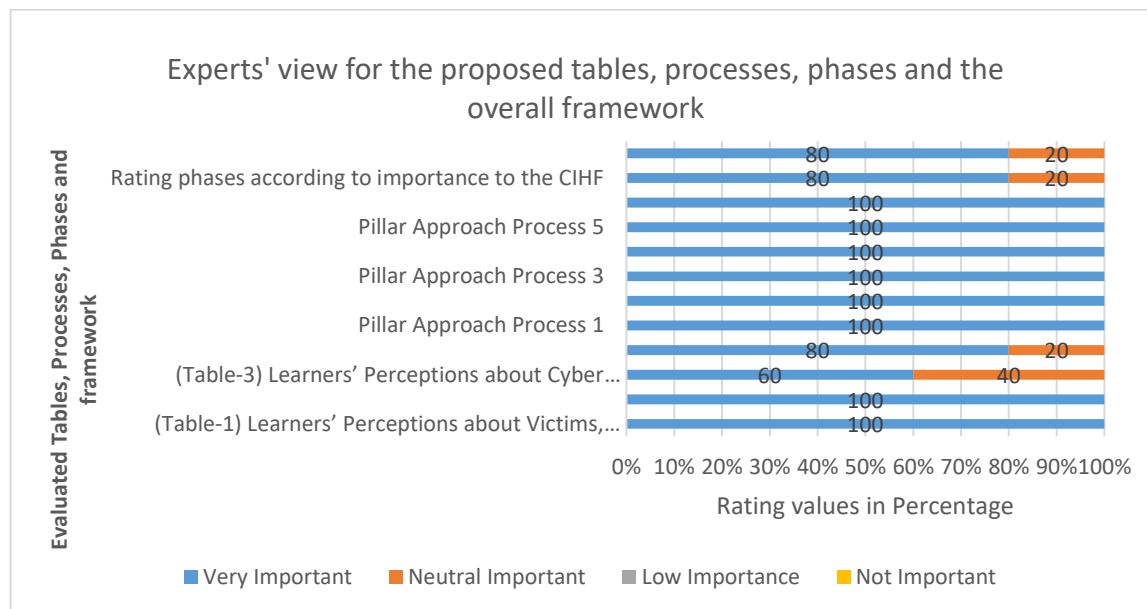 Experts' view for the proposed tables, processes, phases and the
overall framework
Evaluated Tables, Processes, Phases and
framework
80 20
Rating phases according to importance to the CIHF 80 20
100
Pillar Approach Process 5 100
100
Pillar Approach Process 3 100
100
Pillar Approach Process 1 100
80 20
(Table-3) Learners’ Perceptions about Cyber… 60 40
100
(Table-1) Learners’ Perceptions about Victims,… 100
0% 10% 20% 30% 40% 50% 60% 70% 80% 90%100%
Rating values in Percentage
Very Important Neutral Important Low Importance Not Important